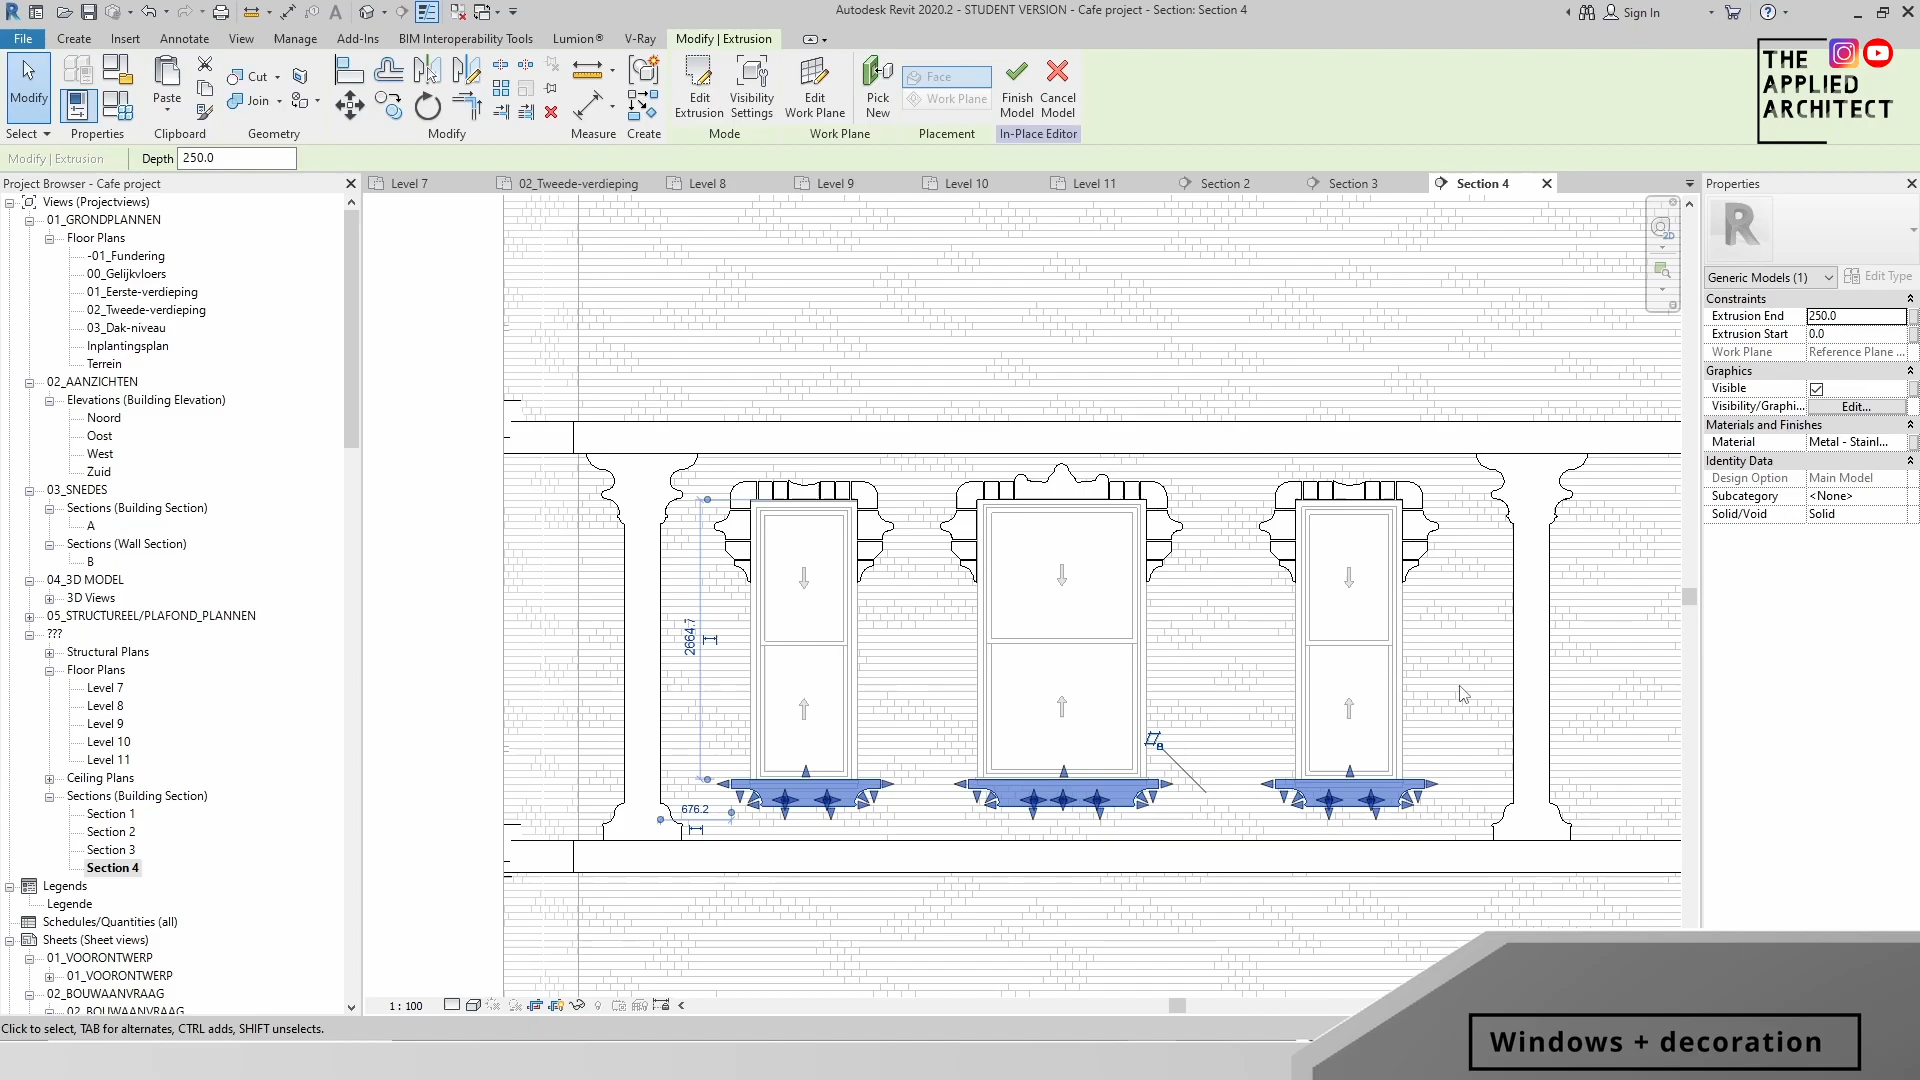 Autodesk Revit 2020.2 - STUDENT VERSION - Cafe project - Section: Section 4
Sign In
File
Create
Insert
Annotate
View
Manage
Add-Ins
BIM Interoperability Tools
Lumion®
V-Ray
Modify | Extrusion
THE
APPLIED
ARCHITECT
Modify
Paste
Cut
Join
Edit
Extrusion
Visibility
Settings
Edit
Work Plane
Pick
New
Face
Work Plane
Finish
Model
Cancel
Model
Select
Properties
Clipboard
Geometry
Modify
Measure
Create
Mode
Work Plane
Placement
In-Place Editor
Modify | Extrusion
Depth
250.0
Project Browser - Cafe project
Level 7
02_Tweede-verdieping
Level 8
Level 9
Level 10
Level 11
Section 2
Section 3
Section 4
Properties
Views (Projectviews)
01_GRONDPLANNEN
Floor Plans
-01_Fundering
00_Gelijkvloers
01_Eerste-verdieping
02_Tweede-verdieping
03_Dak-niveau
Inplantingsplan
Terrein
02_AANZICHTEN
Elevations (Building Elevation)
Noord
Oost
West
Zuid
03_SNEDES
Sections (Building Section)
A
Sections (Wall Section)
B
04_3D MODEL
3D Views
05_STRUCTUREEL/PLAFOND_PLANNEN
???
Structural Plans
Floor Plans
Level 7
Level 8
Level 9
Level 10
Level 11
Ceiling Plans
Sections (Building Section)
Section 1
Section 2
Section 3
Section 4
Legends
Legende
Schedules/Quantities (all)
Sheets (Sheet views)
01_VOORONTWERP
01_VOORONTWERP
02_BOUWAANVRAAG
02_BOUWAANVRAAG
2664.7
676.2
2D
R
Generic Models (1)
Edit Type
Constraints
Extrusion End
250.0
Extrusion Start
0.0
Work Plane
Reference Plane ...
Graphics
Visible
Visibility/Graphi...
Edit...
Materials and Finishes
Material
Metal - Stainl...
Identity Data
Design Option
Main Model
Subcategory
<None>
Solid/Void
Solid
1 : 100
Click to select, TAB for alternates, CTRL adds, SHIFT unselects.
Windows + decoration